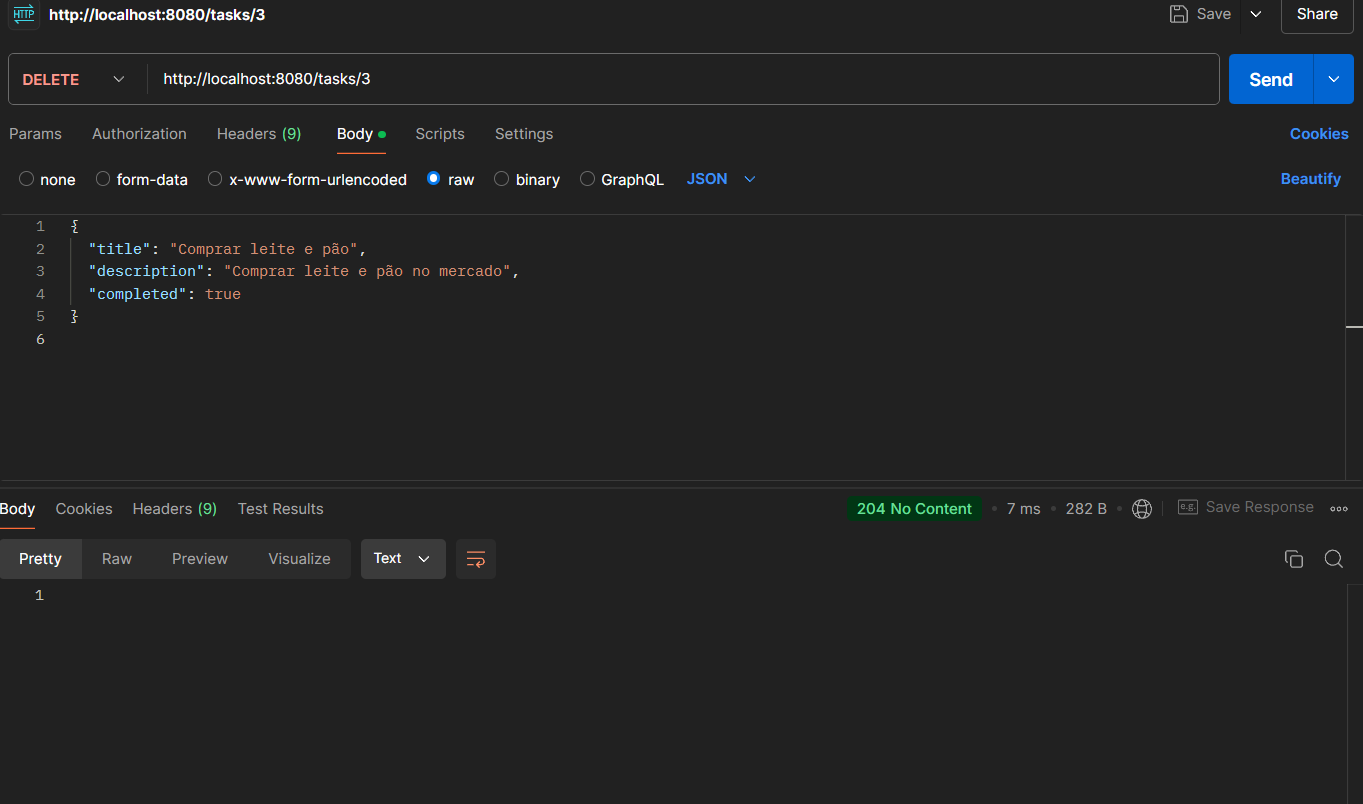 HTTP http://localhost:8080/tasks/3 Save Share
DELETE http://localhost:8080/tasks/3 Send
Params Authorization Headers (9) Body Scripts Settings Cookies
none form-data x-www-form-urlencoded raw binary GraphQL JSON Beautify
1 {
2 "title": "Comprar leite e pão",
3 "description": "Comprar leite e pão no mercado",
4 "completed": true
5 }
6
Body Cookies Headers (9) Test Results 204 No Content • 7 ms • 282 B • e.g. Save Response
Pretty Raw Preview Visualize Text
1